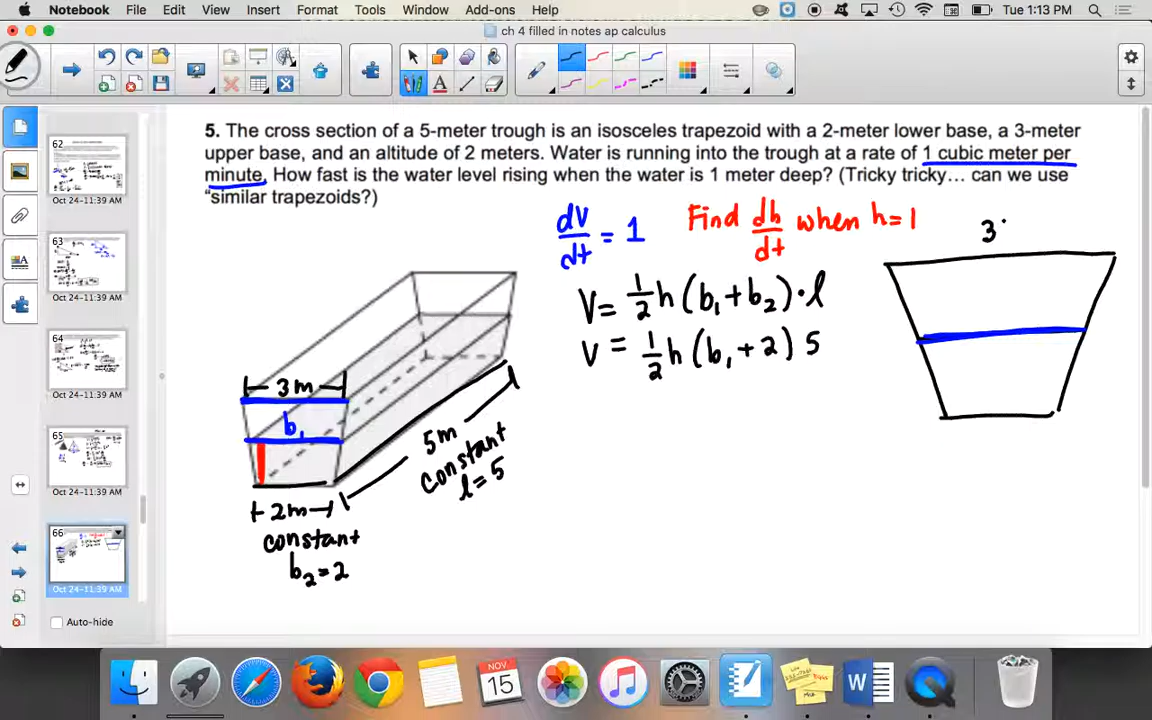 Notebook File Edit View Insert Format Tools Window Add-ons Help Tue 1:13 PM
ch 4 filled in notes ap calculus
62
Oct 24-11:39 AM
63
Oct 24-11:39 AM
64
Oct 24-11:39 AM
65
Oct 24-11:39 AM
66
Oct 24-11:39 AM
Auto-hide
5. The cross section of a 5-meter trough is an isosceles trapezoid with a 2-meter lower base, a 3-meter
upper base, and an altitude of 2 meters. Water is running into the trough at a rate of 1 cubic meter per
minute. How fast is the water level rising when the water is 1 meter deep? (Tricky tricky… can we use
“similar trapezoids?)
dV/dt = 1
Find dh/dt when h=1
V= 1/2 h (b₁+b₂)•l
V = 1/2 h (b₁+2) 5
3
3m
b₁
5m
constant
l=5
2m
constant
b₂=2
NOV.
15
W